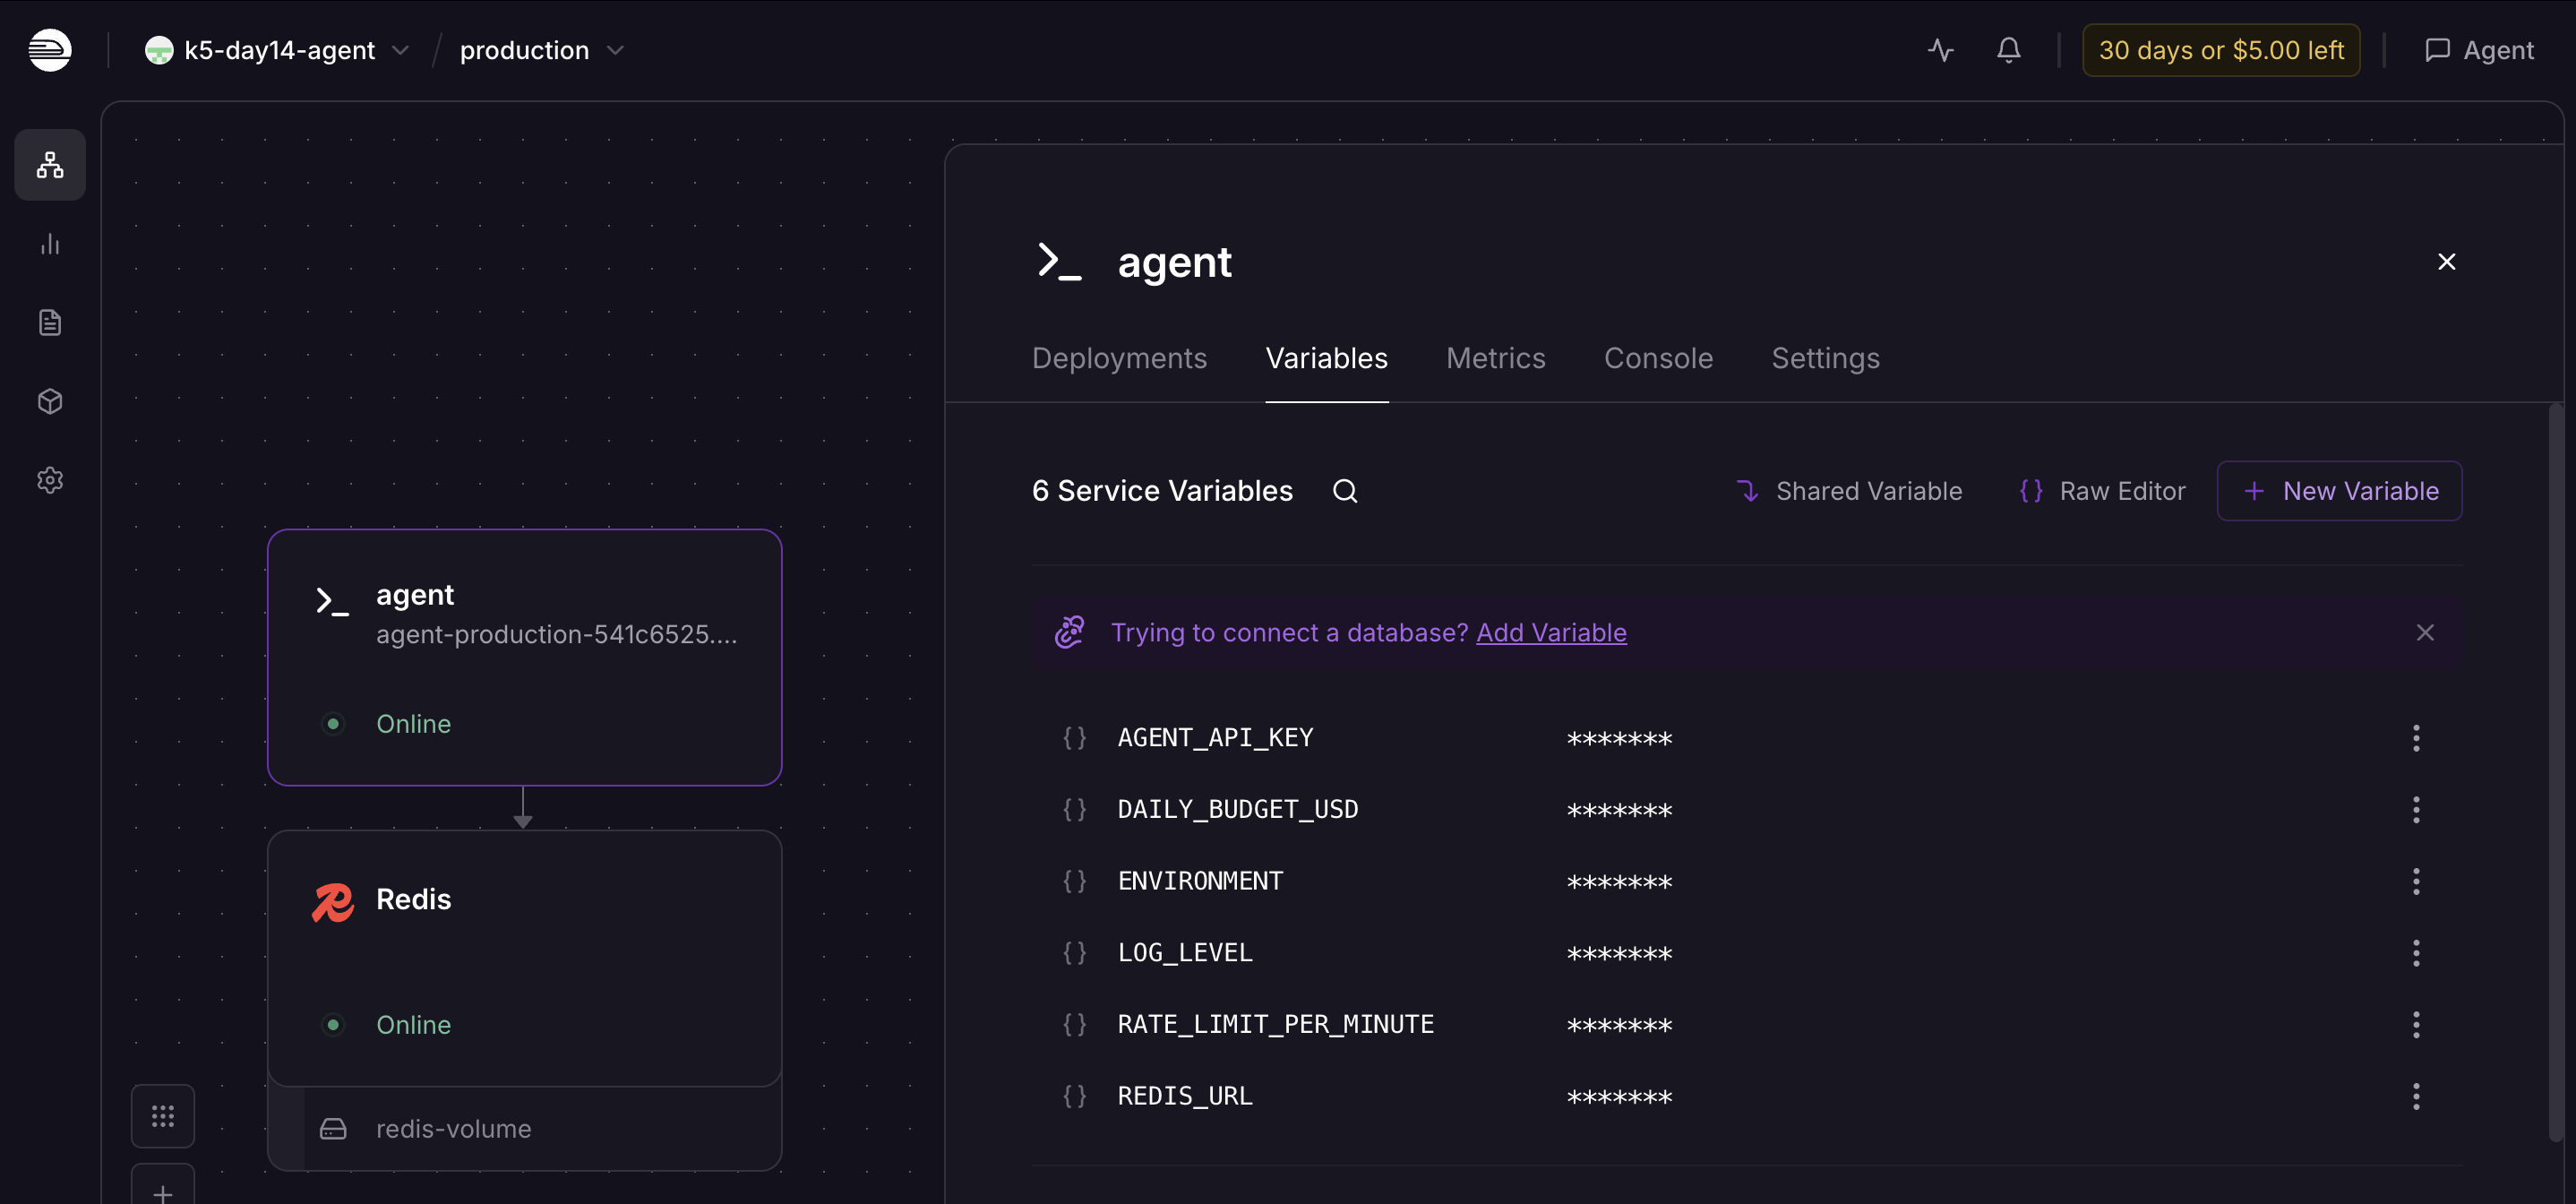 k5-day14-agent / production
30 days or $5.00 left
Agent
agent
agent-production-541c6525....
Online
Redis
Online
redis-volume
agent
Deployments Variables Metrics Console Settings
6 Service Variables
Shared Variable
{} Raw Editor
+ New Variable
Trying to connect a database? Add Variable
{} AGENT_API_KEY *******
{} DAILY_BUDGET_USD *******
{} ENVIRONMENT *******
{} LOG_LEVEL *******
{} RATE_LIMIT_PER_MINUTE *******
{} REDIS_URL *******